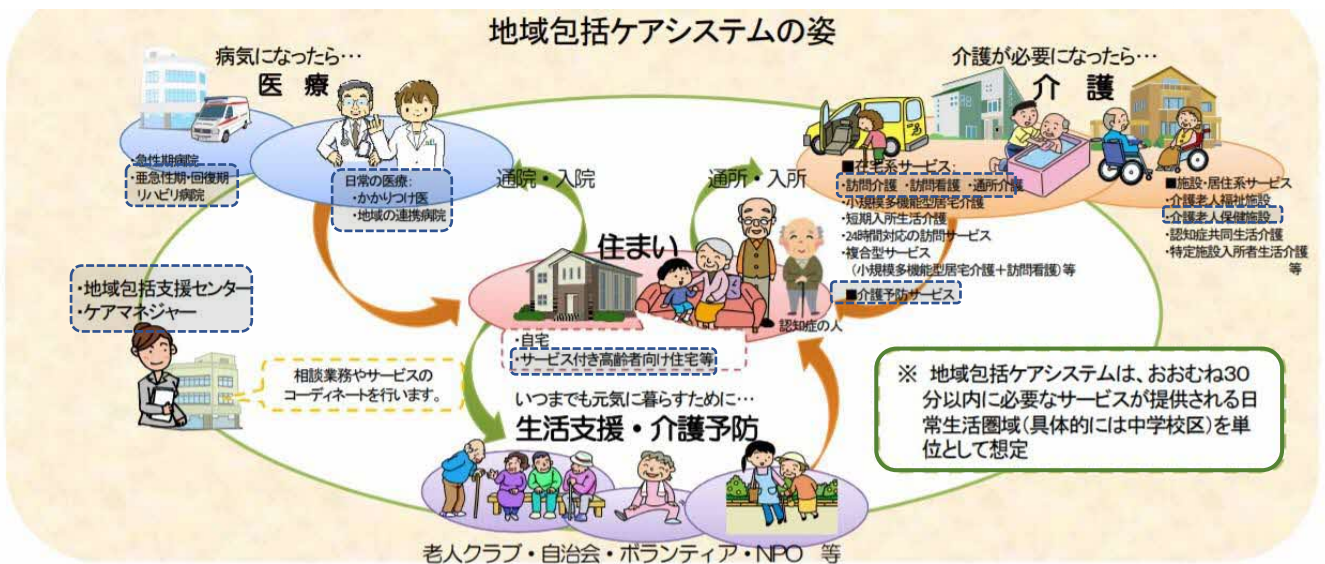 地域包括ケアシステムの姿
病気になったら…
医 療
介護が必要になったら…
介 護
・急性期病院
・亜急性期・回復期
リハビリ病院
日常の医療:
・かかりつけ医
・地域の連携病院
通院・入院
通所・入所
■在宅系サービス:
・訪問介護 ・訪問看護 ・通所介護
・小規模多機能型居宅介護
・短期入所生活介護
・24時間対応の訪問サービス
・複合型サービス
(小規模多機能型居宅介護+訪問看護)等
■介護予防サービス
■施設・居住系サービス
・介護老人福祉施設
・介護老人保健施設
・認知症共同生活介護
・特定施設入所者生活介護
等
住まい
・地域包括支援センター
・ケアマネジャー
認知症の人
・自宅
・サービス付き高齢者向け住宅等
相談業務やサービスの
コーディネートを行います。
いつまでも元気に暮らすために…
生活支援・介護予防
※ 地域包括ケアシステムは、おおむね30
分以内に必要なサービスが提供される日
常生活圏域(具体的には中学校区)を単
位として想定
老人クラブ・自治会・ボランティア・NPO 等